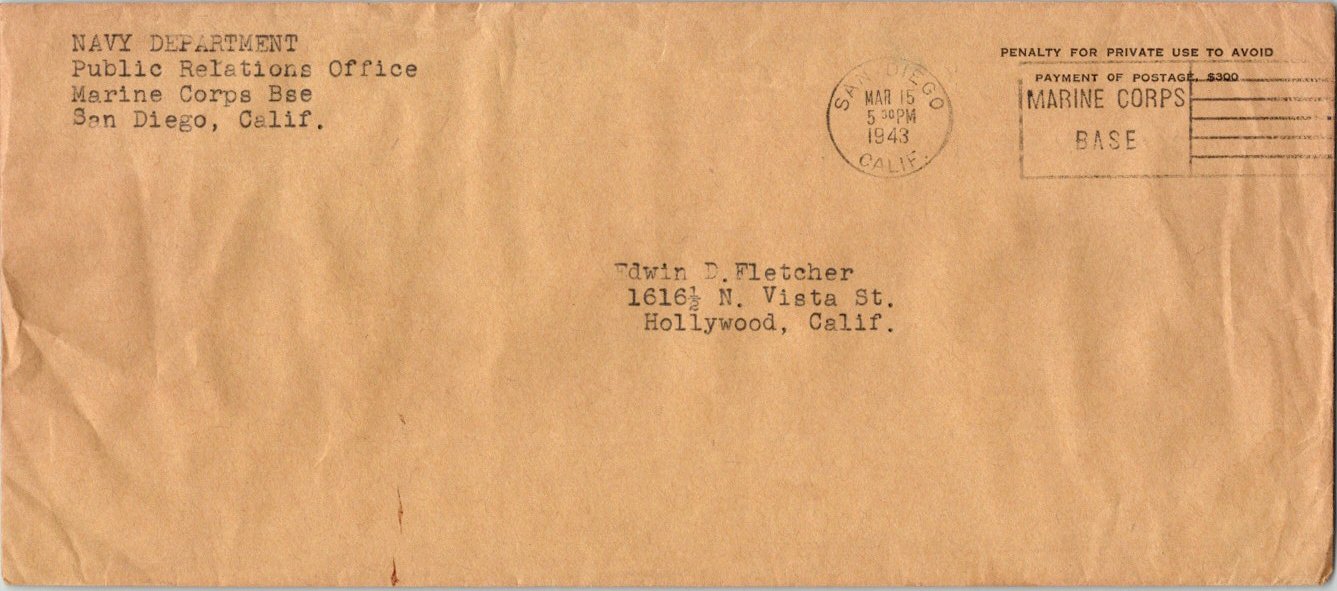 NAVY DEPARTMENT
Public Relations Office
Marine Corps Bse
San Diego, Calif.
PENALTY FOR PRIVATE USE TO AVOID
PAYMENT OF POSTAGE, $300
SAN DIEGO
MAR 15
5 30 PM
1943
CALIF.
MARINE CORPS
BASE
Edwin D. Fletcher
1616½ N. Vista St.
Hollywood, Calif.